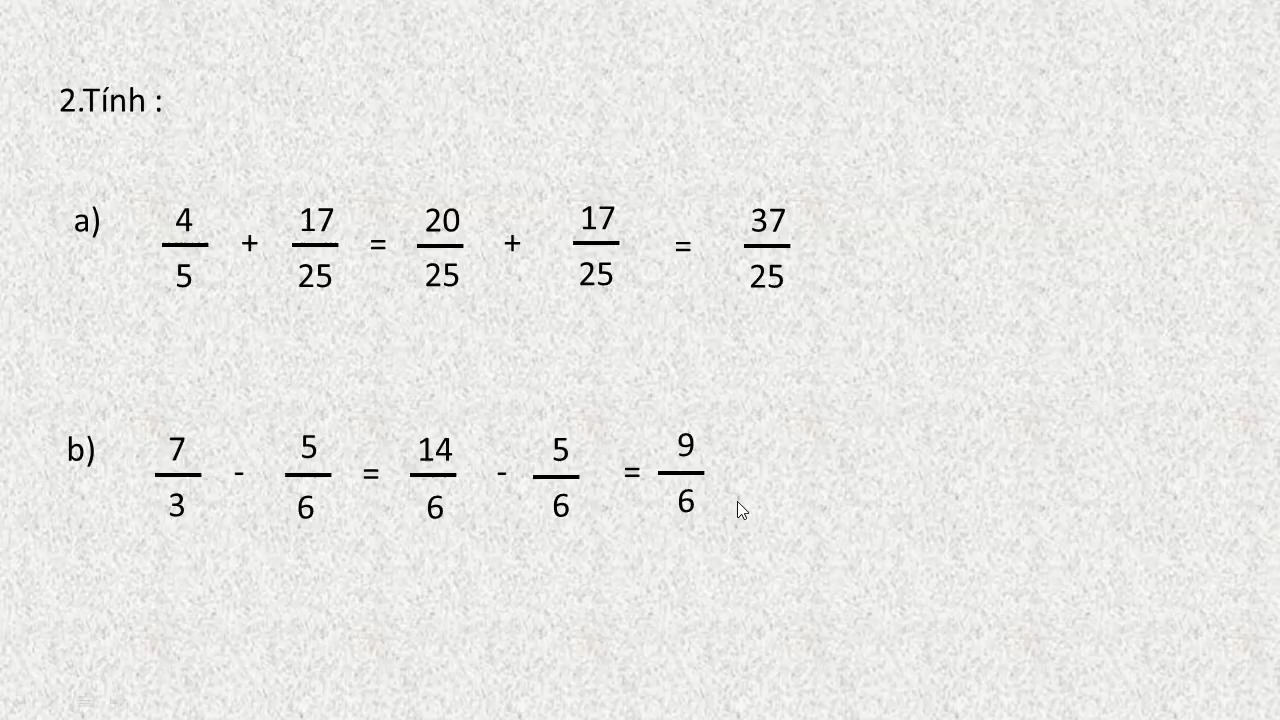 2.Tính :
a) 4/5 + 17/25 = 20/25 + 17/25 = 37/25
b) 7/3 - 5/6 = 14/6 - 5/6 = 9/6